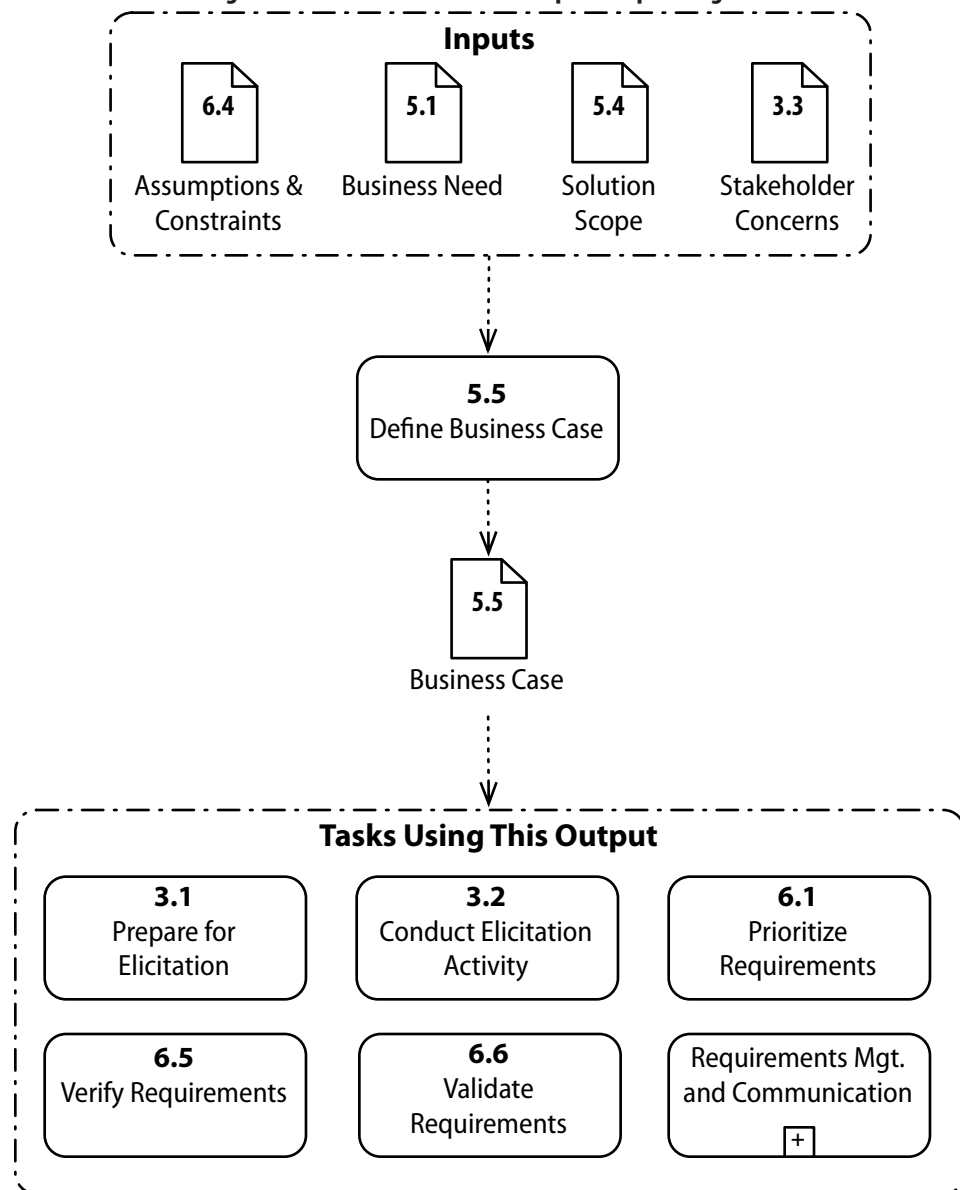 Inputs
6.4
5.1
5.4
3.3
Assumptions &
Constraints
Business Need
Solution
Scope
Stakeholder
Concerns
5.5
Define Business Case
5.5
Business Case
Tasks Using This Output
3.1
Prepare for
Elicitation
3.2
Conduct Elicitation
Activity
6.1
Prioritize
Requirements
6.5
Verify Requirements
6.6
Validate
Requirements
Requirements Mgt.
and Communication
+